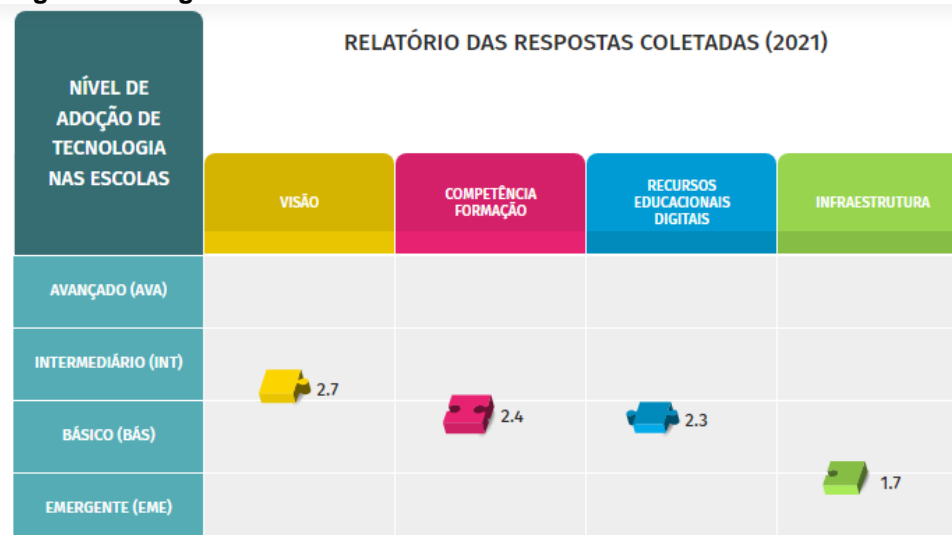 NÍVEL DE
ADOÇÃO DE
TECNOLOGIA
NAS ESCOLAS
RELATÓRIO DAS RESPOSTAS COLETADAS (2021)
VISÃO
COMPETÊNCIA
FORMAÇÃO
RECURSOS
EDUCACIONAIS
DIGITAIS
INFRAESTRUTURA
AVANÇADO (AVA)
INTERMEDIÁRIO (INT)
2.7
BÁSICO (BÁS)
2.4
2.3
EMERGENTE (EME)
1.7